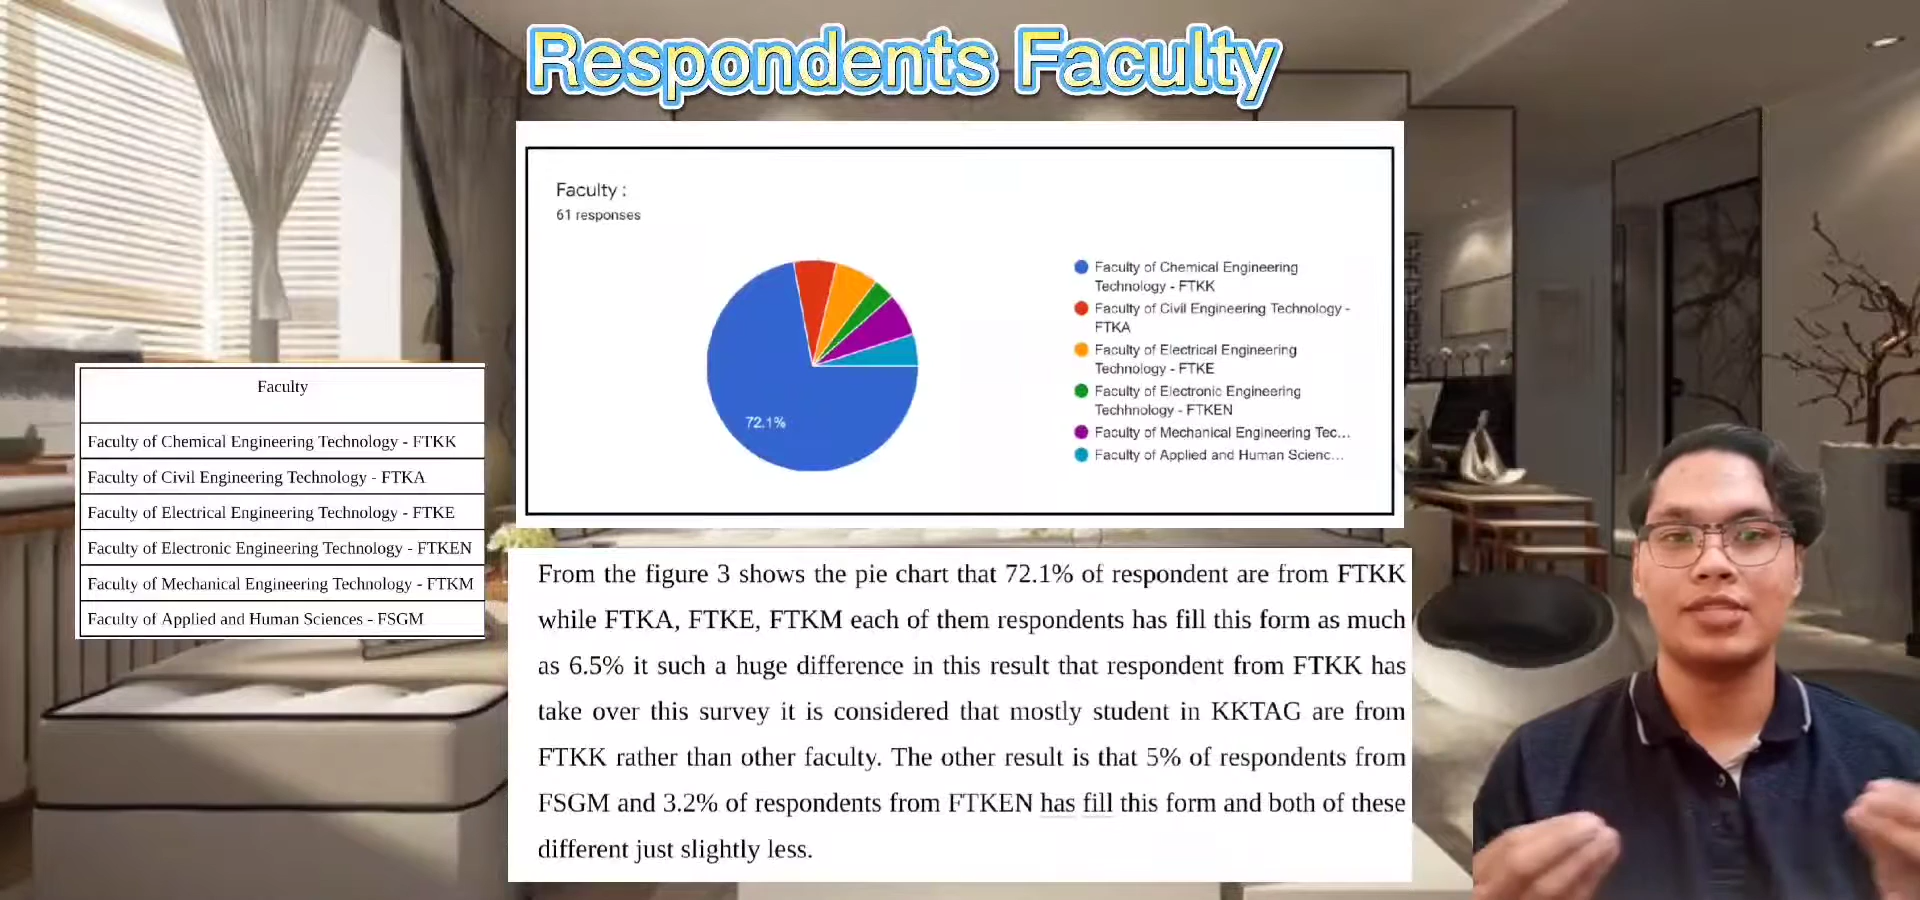 Respondents Faculty
Faculty :
61 responses
72.1%
Faculty of Chemical Engineering
Technology - FTKK
Faculty of Civil Engineering Technology -
FTKA
Faculty of Electrical Engineering
Technology - FTKE
Faculty of Electronic Engineering
Techhnology - FTKEN
Faculty of Mechanical Engineering Tec...
Faculty of Applied and Human Scienc...
Faculty
Faculty of Chemical Engineering Technology - FTKK
Faculty of Civil Engineering Technology - FTKA
Faculty of Electrical Engineering Technology - FTKE
Faculty of Electronic Engineering Technology - FTKEN
Faculty of Mechanical Engineering Technology - FTKM
Faculty of Applied and Human Sciences - FSGM
From the figure 3 shows the pie chart that 72.1% of respondent are from FTKK
while FTKA, FTKE, FTKM each of them respondents has fill this form as much
as 6.5% it such a huge difference in this result that respondent from FTKK has
take over this survey it is considered that mostly student in KKTAG are from
FTKK rather than other faculty. The other result is that 5% of respondents from
FSGM and 3.2% of respondents from FTKEN has fill this form and both of these
different just slightly less.